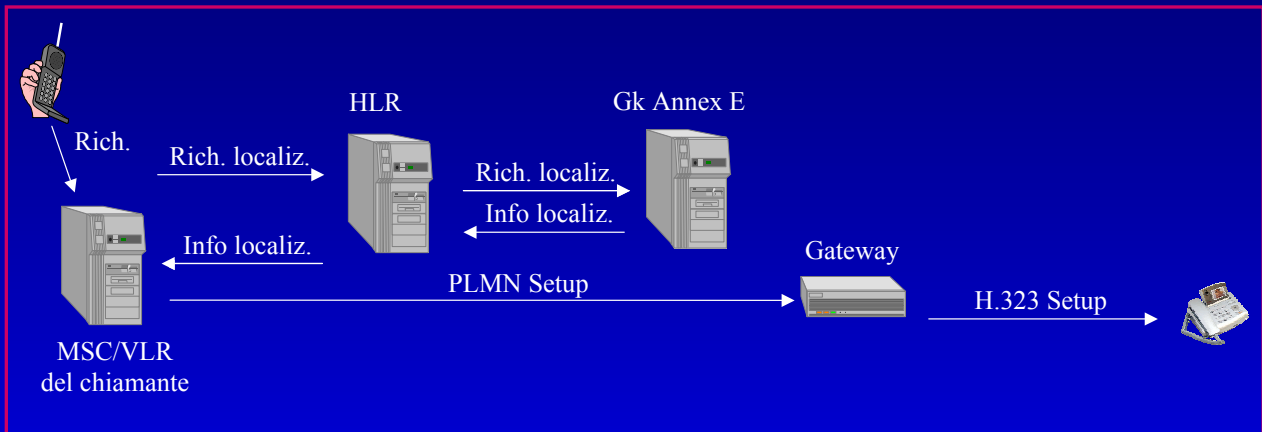 HLR
Gk Annex E
Rich.
Rich. localiz.
Rich. localiz.
Info localiz.
Info localiz.
Gateway
PLMN Setup
H.323 Setup
MSC/VLR
del chiamante